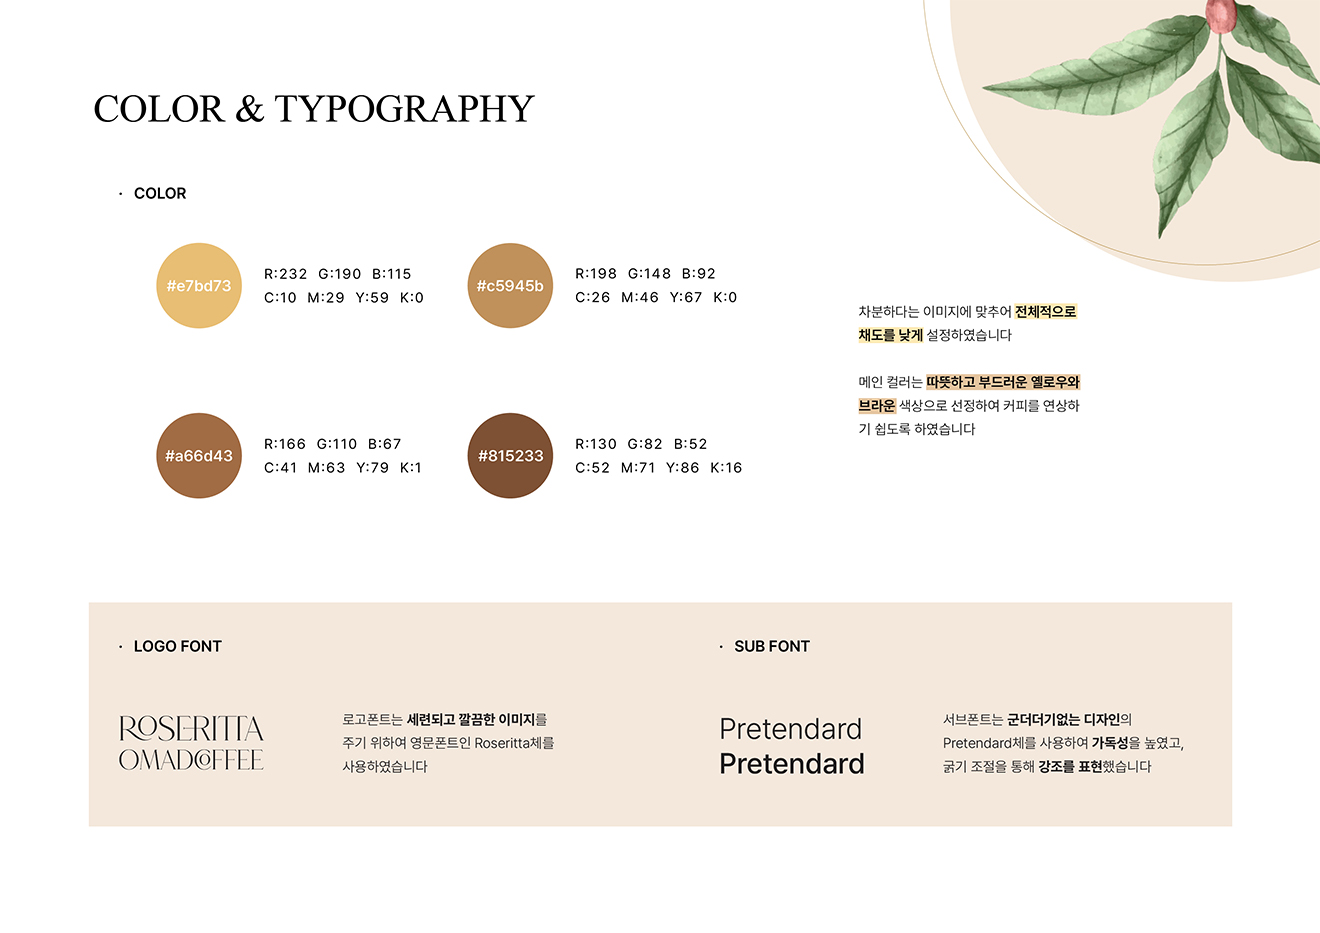 COLOR & TYPOGRAPHY
· COLOR
#e7bd73
R:232 G:190 B:115
C:10 M:29 Y:59 K:0
#c5945b
R:198 G:148 B:92
C:26 M:46 Y:67 K:0
#a66d43
R:166 G:110 B:67
C:41 M:63 Y:79 K:1
#815233
R:130 G:82 B:52
C:52 M:71 Y:86 K:16
차분하다는 이미지에 맞추어 전체적으로
채도를 낮게 설정하였습니다
메인 컬러는 따뜻하고 부드러운 옐로우와
브라운 색상으로 선정하여 커피를 연상하
기 쉽도록 하였습니다
· LOGO FONT
ROSERITTA
OMADCOFFEE
로고폰트는 세련되고 깔끔한 이미지를
주기 위하여 영문폰트인 Roseritta체를
사용하였습니다
· SUB FONT
Pretendard
Pretendard
서브폰트는 군더더기없는 디자인의
Pretendard체를 사용하여 가독성을 높였고,
굵기 조절을 통해 강조를 표현했습니다